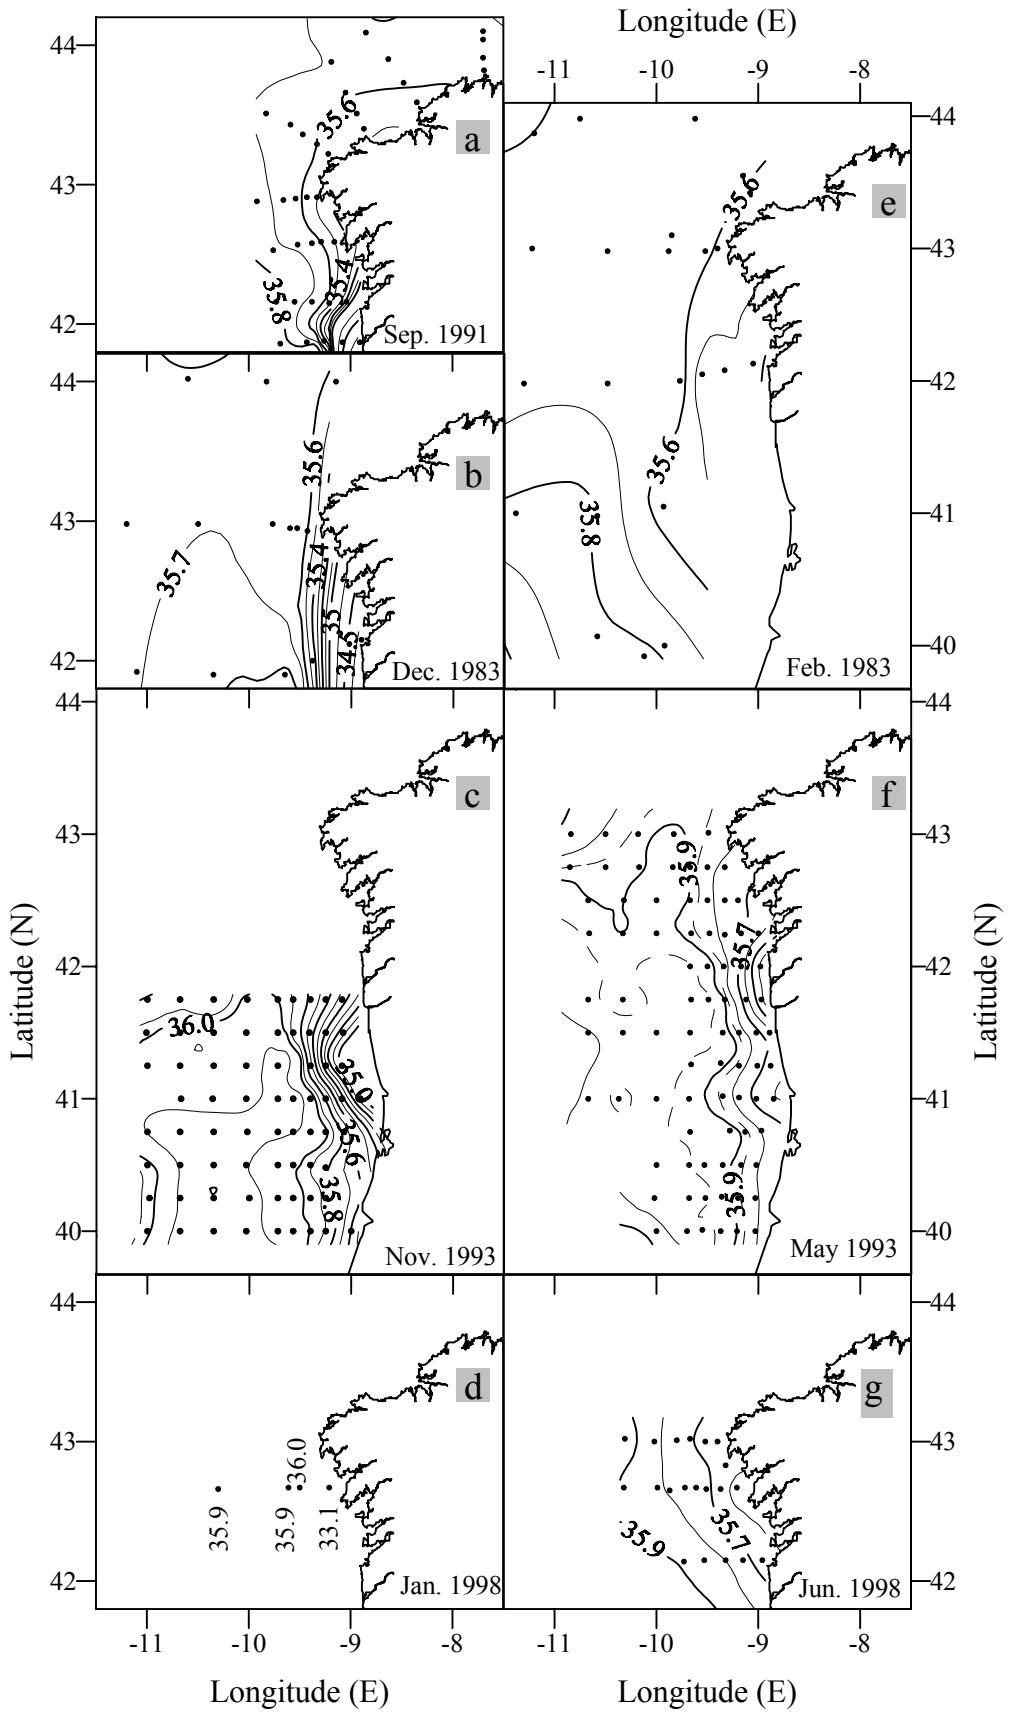 Longitude (E)
-11 -10 -9 -8
44
43
42
35.6
35.4
35.8
a
Sep. 1991
44
43
42
41
40
35.6
35.6
35.8
e
Feb. 1983
44
43
42
35.6
35.4
35
34.5
35.7
b
Dec. 1983
Latitude (N)
44
43
42
41
40
36.0
35.0
35.6
35.8
c
Nov. 1993
44
43
42
41
40
Latitude (N)
35.9
35.7
35.9
f
May 1993
44
43
42
36.0
35.9
35.9
33.1
d
Jan. 1998
44
43
42
35.9
35.7
g
Jun. 1998
-11 -10 -9 -8
-11 -10 -9 -8
Longitude (E)
Longitude (E)